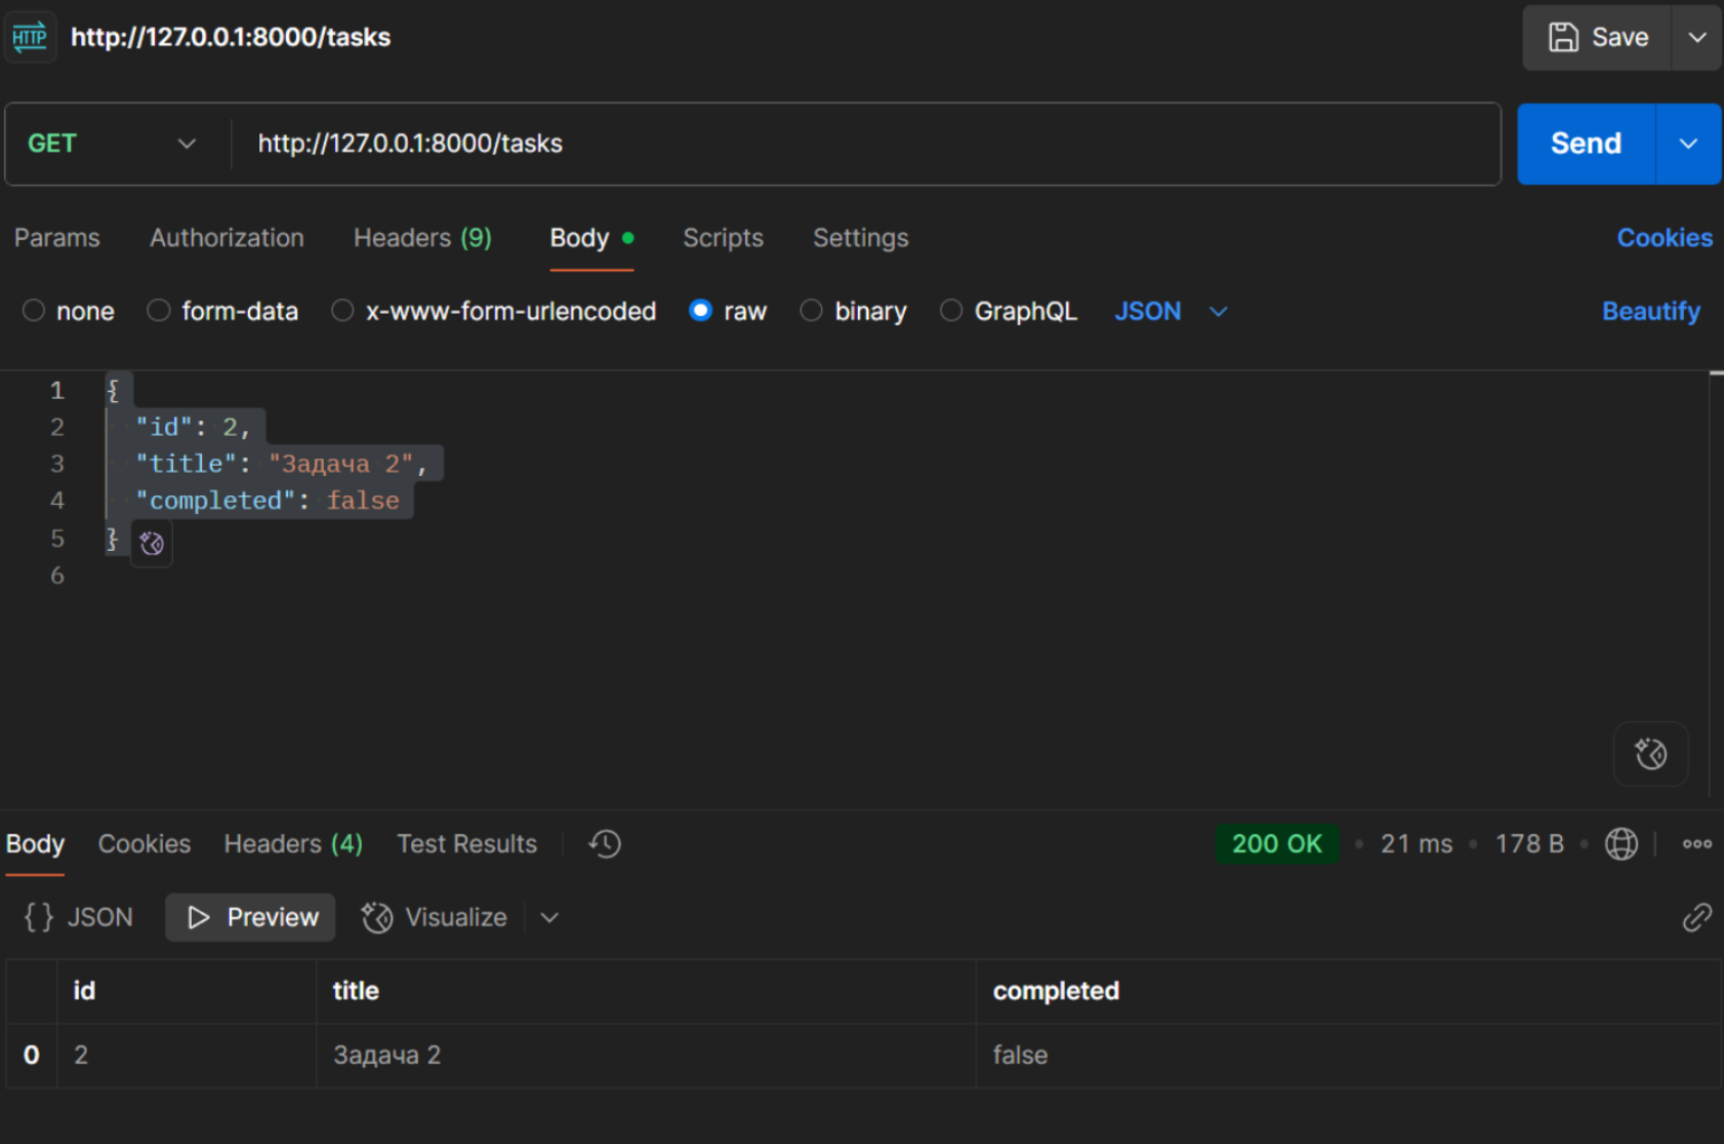 HTTP http://127.0.0.1:8000/tasks Save
GET http://127.0.0.1:8000/tasks Send
Params Authorization Headers (9) Body Scripts Settings Cookies
none form-data x-www-form-urlencoded raw binary GraphQL JSON Beautify
1 {
2 "id": 2,
3 "title": "Задача 2",
4 "completed": false
5 }
6
Body Cookies Headers (4) Test Results 200 OK • 21 ms • 178 B •
{} JSON Preview Visualize
id title completed
0 2 Задача 2 false